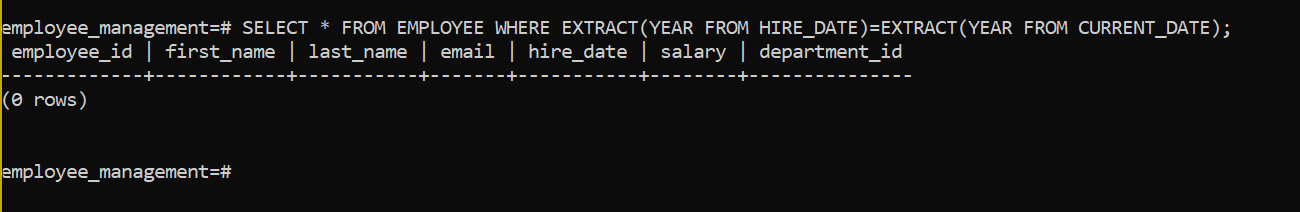 employee_management=# SELECT * FROM EMPLOYEE WHERE EXTRACT(YEAR FROM HIRE_DATE)=EXTRACT(YEAR FROM CURRENT_DATE);
 employee_id | first_name | last_name | email | hire_date | salary | department_id
-------------+------------+-----------+-------+-----------+--------+---------------
(0 rows)
employee_management=#